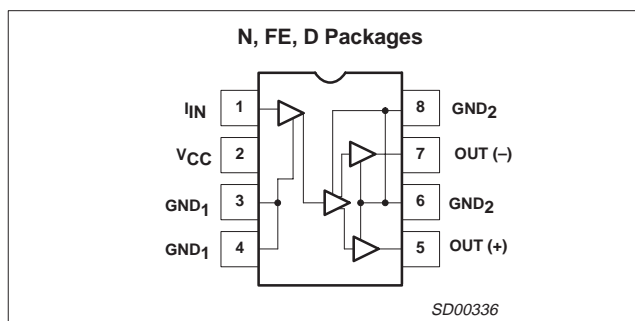 N, FE, D Packages
IIN 1 8 GND2
VCC 2 7 OUT (–)
GND1 3 6 GND2
GND1 4 5 OUT (+)
SD00336